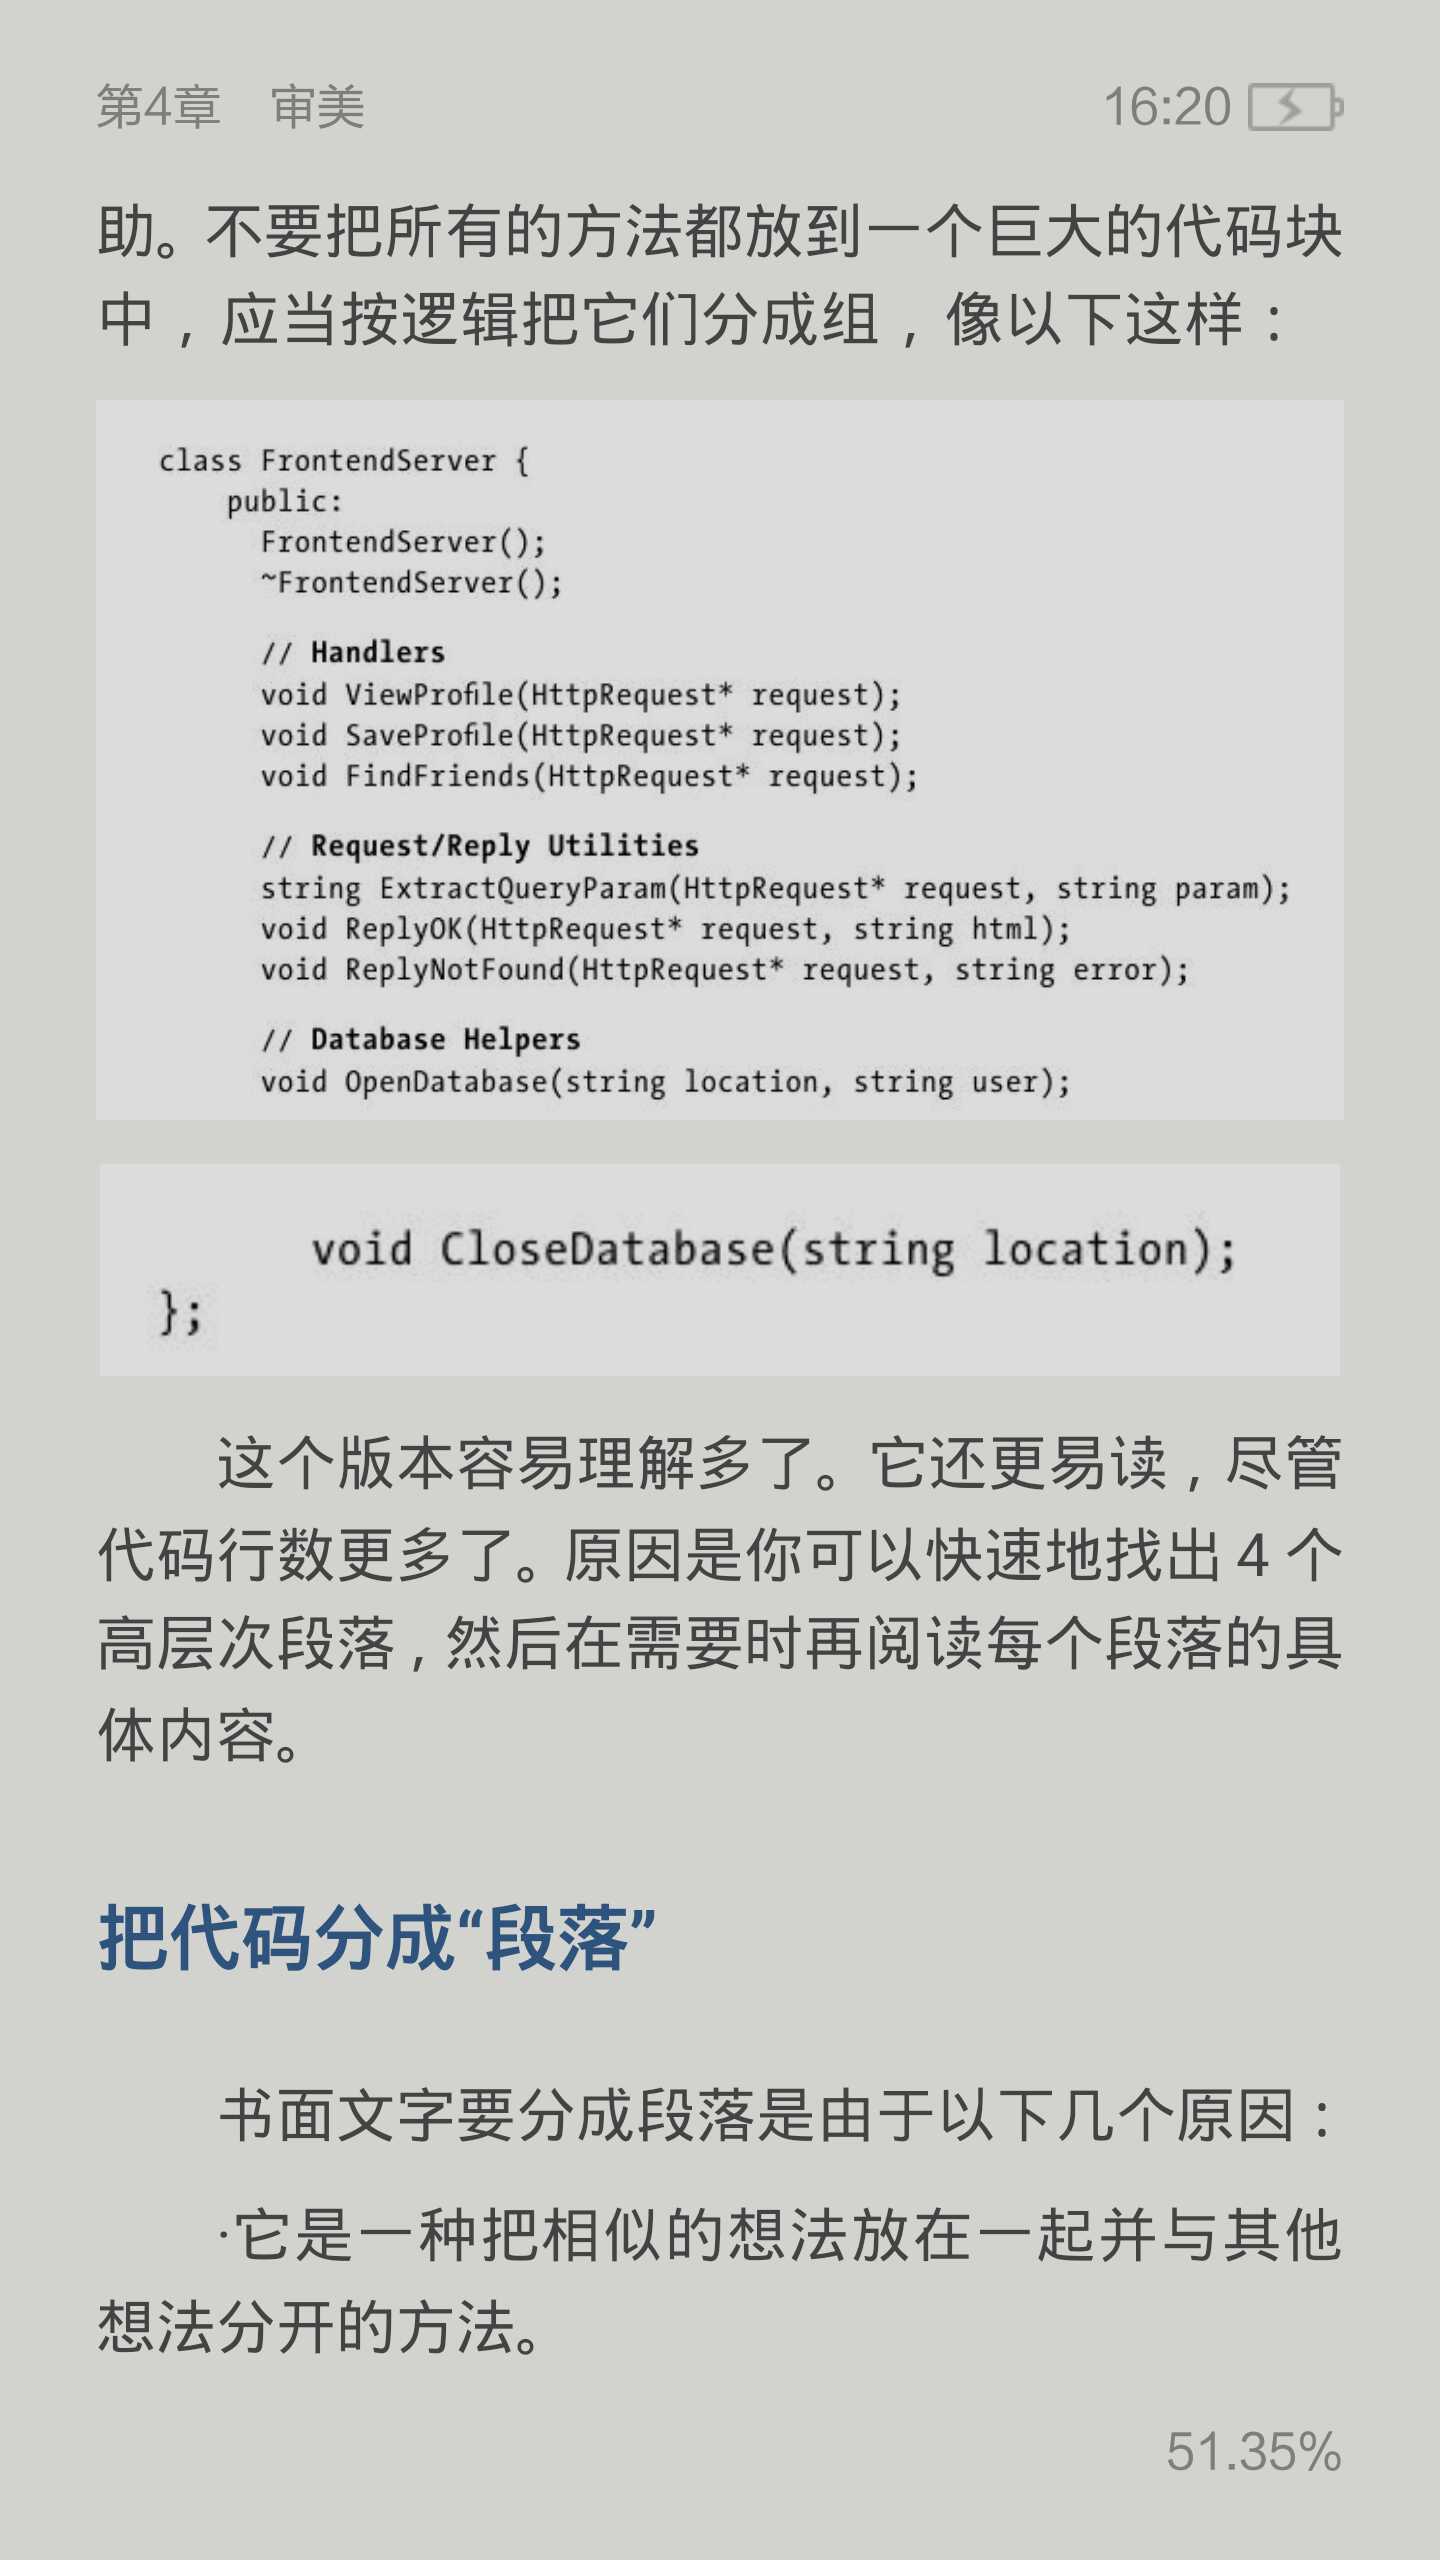 第4章　审美
16:20
助。不要把所有的方法都放到一个巨大的代码块
中，应当按逻辑把它们分成组，像以下这样：
class FrontendServer {
public:
FrontendServer();
~FrontendServer();
// Handlers
void ViewProfile(HttpRequest* request);
void SaveProfile(HttpRequest* request);
void FindFriends(HttpRequest* request);
// Request/Reply Utilities
string ExtractQueryParam(HttpRequest* request, string param);
void ReplyOK(HttpRequest* request, string html);
void ReplyNotFound(HttpRequest* request, string error);
// Database Helpers
void OpenDatabase(string location, string user);
void CloseDatabase(string location);
};
这个版本容易理解多了。它还更易读，尽管
代码行数更多了。原因是你可以快速地找出 4 个
高层次段落，然后在需要时再阅读每个段落的具
体内容。
把代码分成“段落”
书面文字要分成段落是由于以下几个原因：
·它是一种把相似的想法放在一起并与其他
想法分开的方法。
51.35%